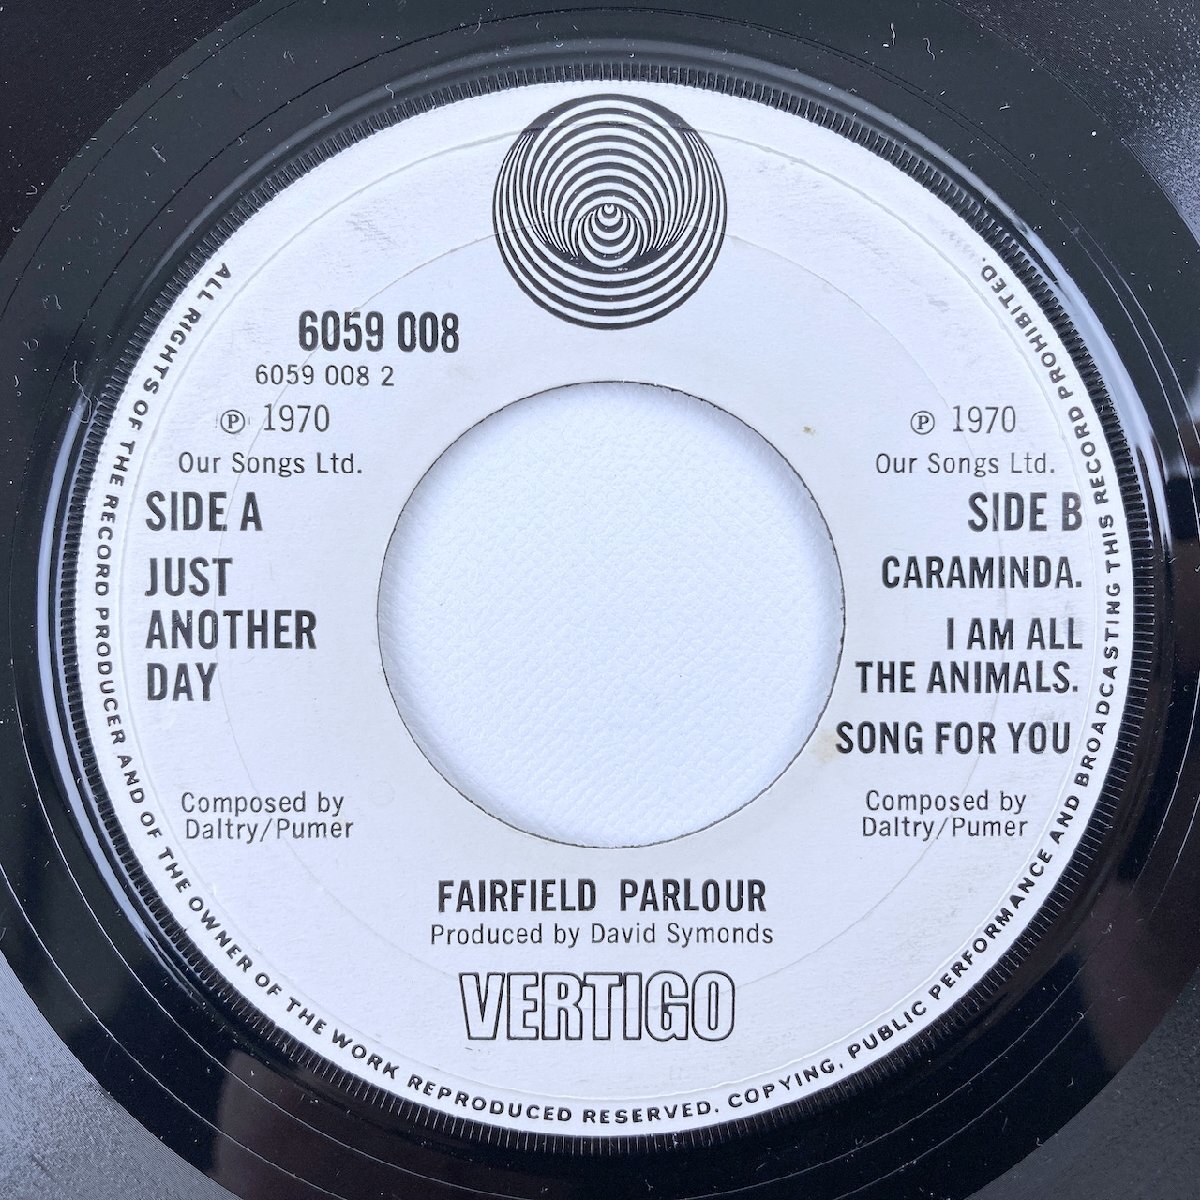 6059 008
6059 008 2
Ⓟ 1970
Our Songs Ltd.
SIDE A
JUST
ANOTHER
DAY
Composed by
Daltry/Pumer
Ⓟ 1970
Our Songs Ltd.
SIDE B
CARAMINDA.
I AM ALL
THE ANIMALS.
SONG FOR YOU
Composed by
Daltry/Pumer
FAIRFIELD PARLOUR
Produced by David Symonds
VERTIGO
ALL RIGHTS OF THE RECORD PRODUCER AND OF THE OWNER OF THE WORK REPRODUCED RESERVED. COPYING, PUBLIC PERFORMANCE AND BROADCASTING THIS RECORD PROHIBITED.